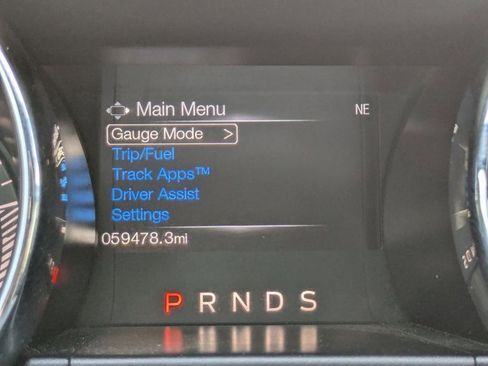 Main Menu NE
Gauge Mode >
Trip/Fuel
Track Apps™
Driver Assist
Settings
059478.3mi
P R N D S